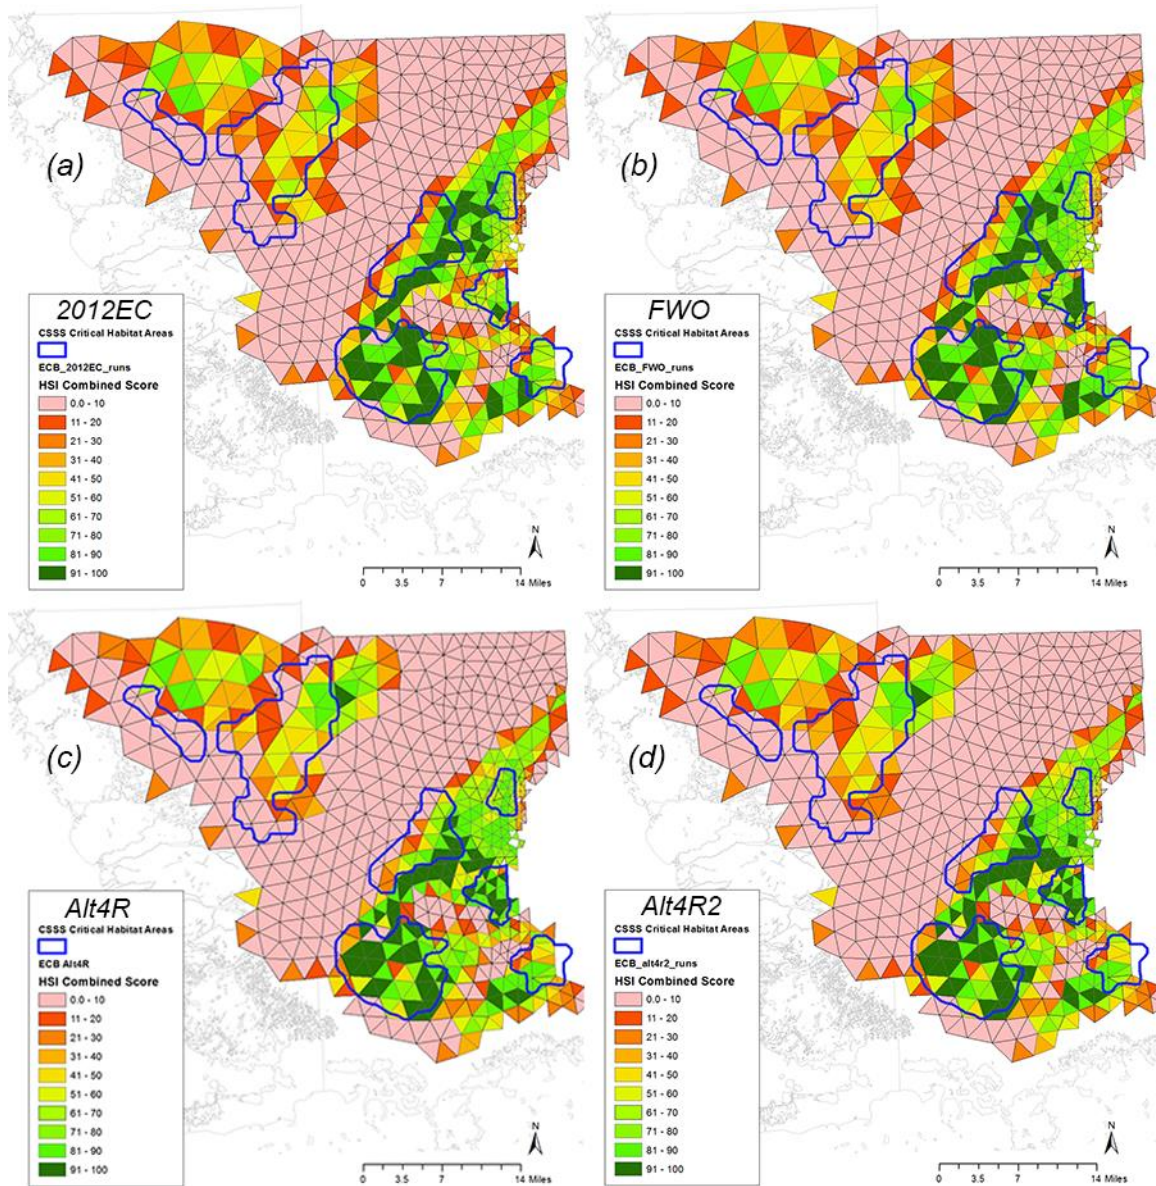 (a)
2012EC
CSSS Critical Habitat Areas
ECB_2012EC_runs
HSI Combined Score
0.0 - 10
11 - 20
21 - 30
31 - 40
41 - 50
51 - 60
61 - 70
71 - 80
81 - 90
91 - 100
N
0 3.5 7 14 Miles
(b)
FWO
CSSS Critical Habitat Areas
ECB_FWO_runs
HSI Combined Score
0.0 - 10
11 - 20
21 - 30
31 - 40
41 - 50
51 - 60
61 - 70
71 - 80
81 - 90
91 - 100
N
0 3.5 7 14 Miles
(c)
Alt4R
CSSS Critical Habitat Areas
ECB Alt4R
HSI Combined Score
0.0 - 10
11 - 20
21 - 30
31 - 40
41 - 50
51 - 60
61 - 70
71 - 80
81 - 90
91 - 100
N
0 3.5 7 14 Miles
(d)
Alt4R2
CSSS Critical Habitat Areas
ECB_alt4r2_runs
HSI Combined Score
0.0 - 10
11 - 20
21 - 30
31 - 40
41 - 50
51 - 60
61 - 70
71 - 80
81 - 90
91 - 100
N
0 3.5 7 14 Miles